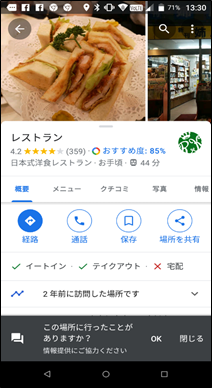 71% 13:30
レストラン
4.2 ★★★★★ (359)・おすすめ度: 85%
日本式洋食レストラン・お手頃・44 分
概要 メニュー クチコミ 写真 情報
経路 通話 保存 場所を共有
イートイン・テイクアウト・宅配
2 年前に訪問した場所です
この場所に行ったことが
ありますか？ OK 閉じる
情報提供にご協力ください